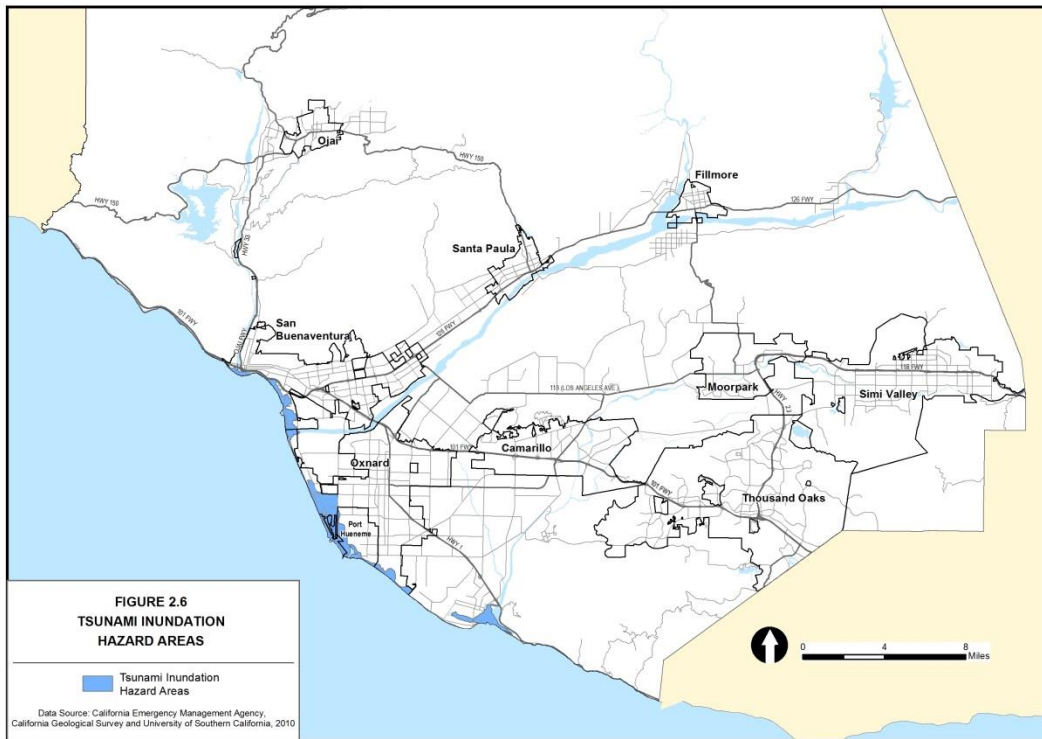 Ojai
HWY 150
HWY 150
Fillmore
126 FWY
HWY 33
Santa Paula
101 FWY
San
Buenaventura
126 FWY
118 (LOS ANGELES AVE.)
Moorpark
118 FWY
HWY 23
Simi Valley
101 FWY
Camarillo
Oxnard
101 FWY
Thousand Oaks
Port
Hueneme
HWY 1
FIGURE 2.6
TSUNAMI INUNDATION
HAZARD AREAS
Tsunami Inundation
Hazard Areas
Data Source: California Emergency Management Agency,
California Geological Survey and University of Southern California, 2010
0 4 8
Miles